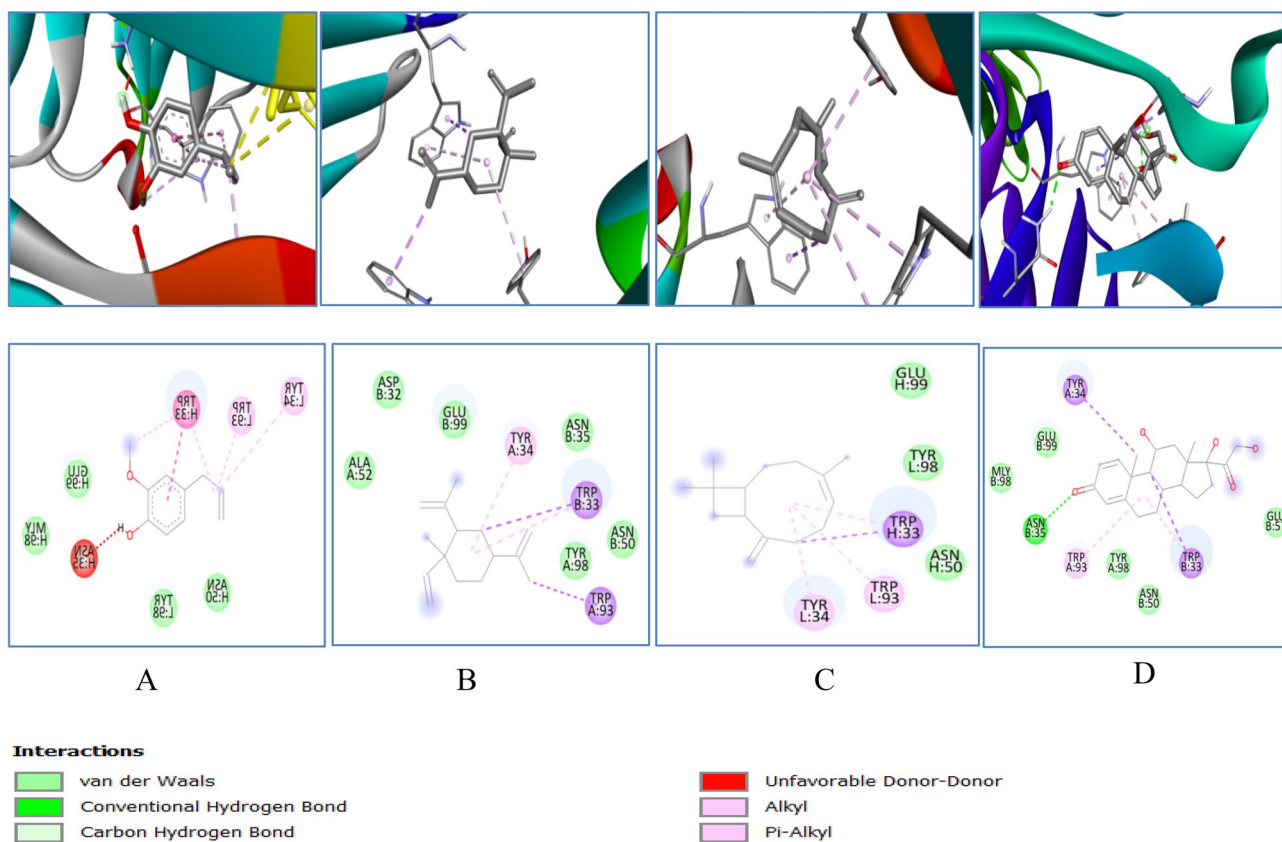 TRP
H:33
TRP
L:93
TYR
L:34
GLU
H:99
MLY
H:98
ASN
H:35
TYR
L:98
ASN
H:50
H
ASP
B:32
GLU
B:99
ASN
B:35
TYR
A:34
ALA
A:52
TRP
B:33
ASN
B:50
TYR
A:98
TRP
A:93
GLU
H:99
TYR
L:98
TRP
H:33
ASN
H:50
TRP
L:93
TYR
L:34
TYR
A:34
GLU
B:99
MLY
B:98
ASN
B:35
TRP
A:93
TYR
A:98
ASN
B:50
TRP
B:33
A
B
C
D
Interactions
van der Waals
Conventional Hydrogen Bond
Carbon Hydrogen Bond
Unfavorable Donor-Donor
Alkyl
Pi-Alkyl